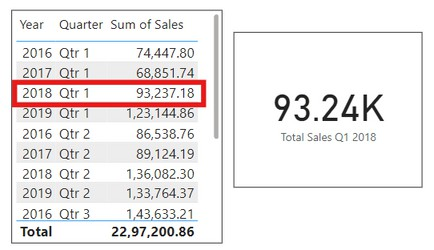 Year Quarter Sum of Sales
2016 Qtr 1 74,447.80
2017 Qtr 1 68,851.74
2018 Qtr 1 93,237.18
2019 Qtr 1 1,23,144.86
2016 Qtr 2 86,538.76
2017 Qtr 2 89,124.19
2018 Qtr 2 1,36,082.30
2019 Qtr 2 1,33,764.37
2016 Qtr 3 1,43,633.21
Total 22,97,200.86
93.24K
Total Sales Q1 2018